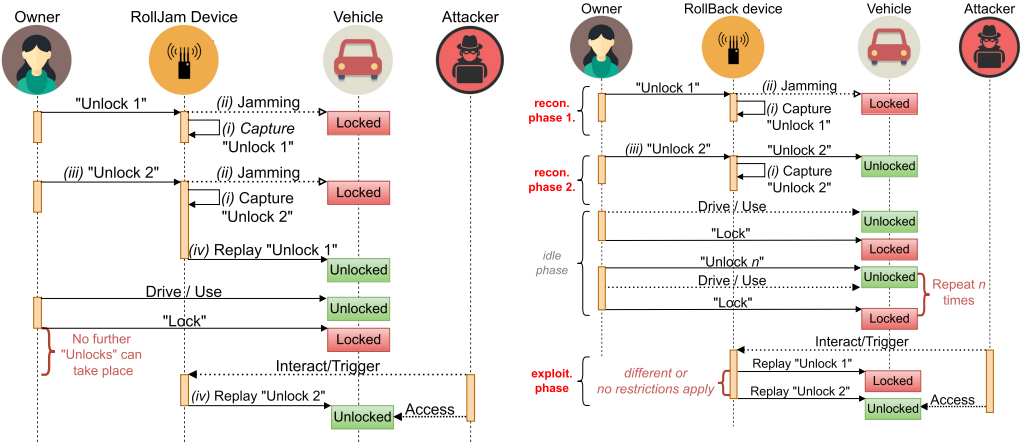 Owner
RollJam Device
Vehicle
Attacker
"Unlock 1"
(ii) Jamming
Locked
(i) Capture
"Unlock 1"
(iii) "Unlock 2"
(ii) Jamming
Locked
(i) Capture
"Unlock 2"
(iv) Replay "Unlock 1"
Unlocked
Drive / Use
Unlocked
"Lock"
Locked
No further
"Unlocks" can
take place
Interact/Trigger
(iv) Replay "Unlock 2"
Unlocked
Access
Owner
RollBack device
Vehicle
Attacker
recon.
phase 1.
"Unlock 1"
(ii) Jamming
Locked
(i) Capture
"Unlock 1"
recon.
phase 2.
(iii) "Unlock 2"
"Unlock 2"
Unlocked
(i) Capture
"Unlock 2"
idle
phase
Drive / Use
Unlocked
"Lock"
Locked
"Unlock n"
Unlocked
Drive / Use
"Lock"
Locked
Repeat n
times
Interact/Trigger
exploit.
phase
different or
no restrictions apply
Replay "Unlock 1"
Locked
Replay "Unlock 2"
Unlocked
Access